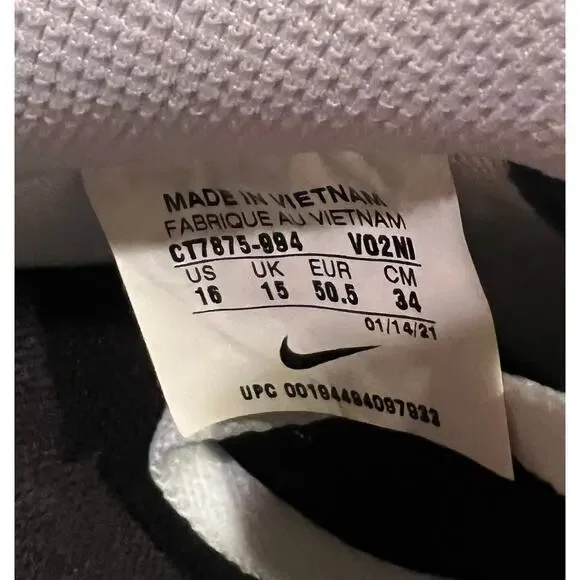 MADE IN VIETNAM
FABRIQUE AU VIETNAM
CT7875-994 VO2NI
US UK EUR CM
16 15 50.5 34
01/14/21
UPC 00194494097933